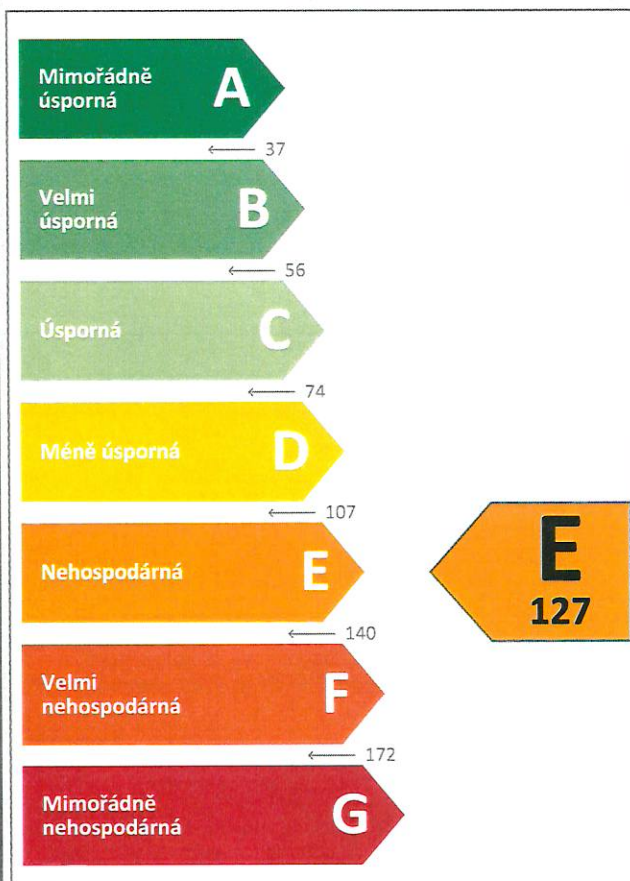 Mimořádně
úsporná
A
← 37
Velmi
úsporná
B
← 56
Úsporná
C
← 74
Méně úsporná
D
← 107
Nehospodárná
E
← 140
E
127
Velmi
nehospodárná
F
← 172
Mimořádně
nehospodárná
G